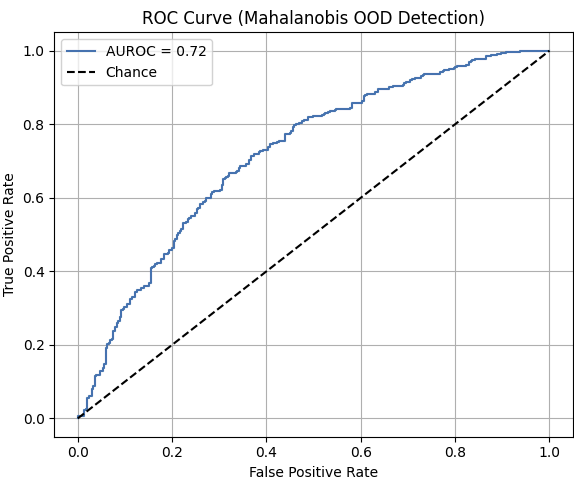 ROC Curve (Mahalanobis OOD Detection)
AUROC = 0.72
Chance
True Positive Rate
1.0
0.8
0.6
0.4
0.2
0.0
0.0 0.2 0.4 0.6 0.8 1.0
False Positive Rate